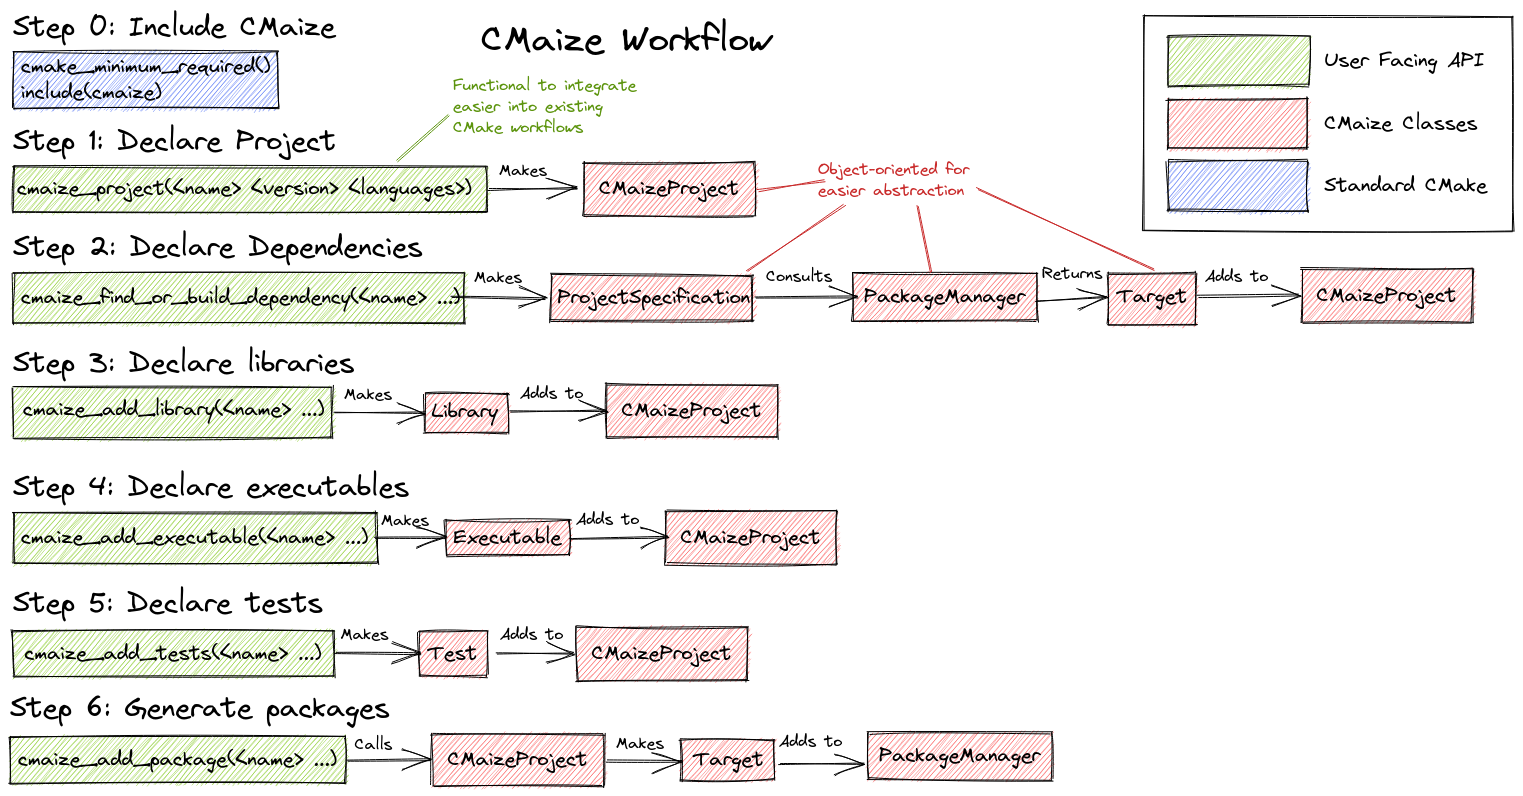 Step 0: Include CMaize
CMaize Workflow
cmake_minimum_required()
include(cmaize)
User Facing API
CMaize Classes
Standard CMake
Functional to integrate
easier into existing
CMake workflows
Step 1: Declare Project
cmaize_project(<name> <version> <languages>)
Makes
CMaizeProject
Object-oriented for
easier abstraction
Step 2: Declare Dependencies
cmaize_find_or_build_dependency(<name> ...)
Makes
ProjectSpecification
Consults
PackageManager
Returns
Target
Adds to
CMaizeProject
Step 3: Declare libraries
cmaize_add_library(<name> ...)
Makes
Library
Adds to
CMaizeProject
Step 4: Declare executables
cmaize_add_executable(<name> ...)
Makes
Executable
Adds to
CMaizeProject
Step 5: Declare tests
cmaize_add_tests(<name> ...)
Makes
Test
Adds to
CMaizeProject
Step 6: Generate packages
cmaize_add_package(<name> ...)
Calls
CMaizeProject
Makes
Target
Adds to
PackageManager